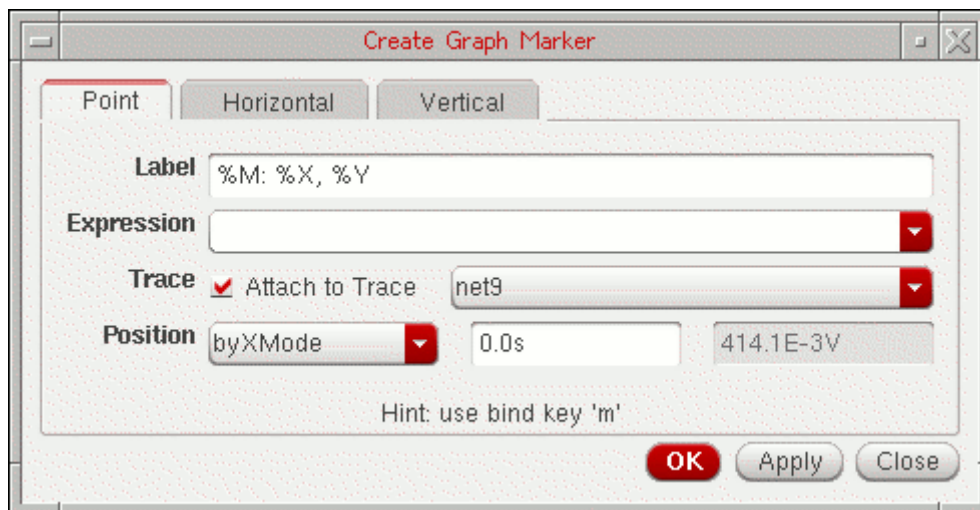 Create Graph Marker
Point Horizontal Vertical
Label %M: %X, %Y
Expression
Trace Attach to Trace net9
Position byXMode 0.0s 414.1E-3V
Hint: use bind key 'm'
OK Apply Close